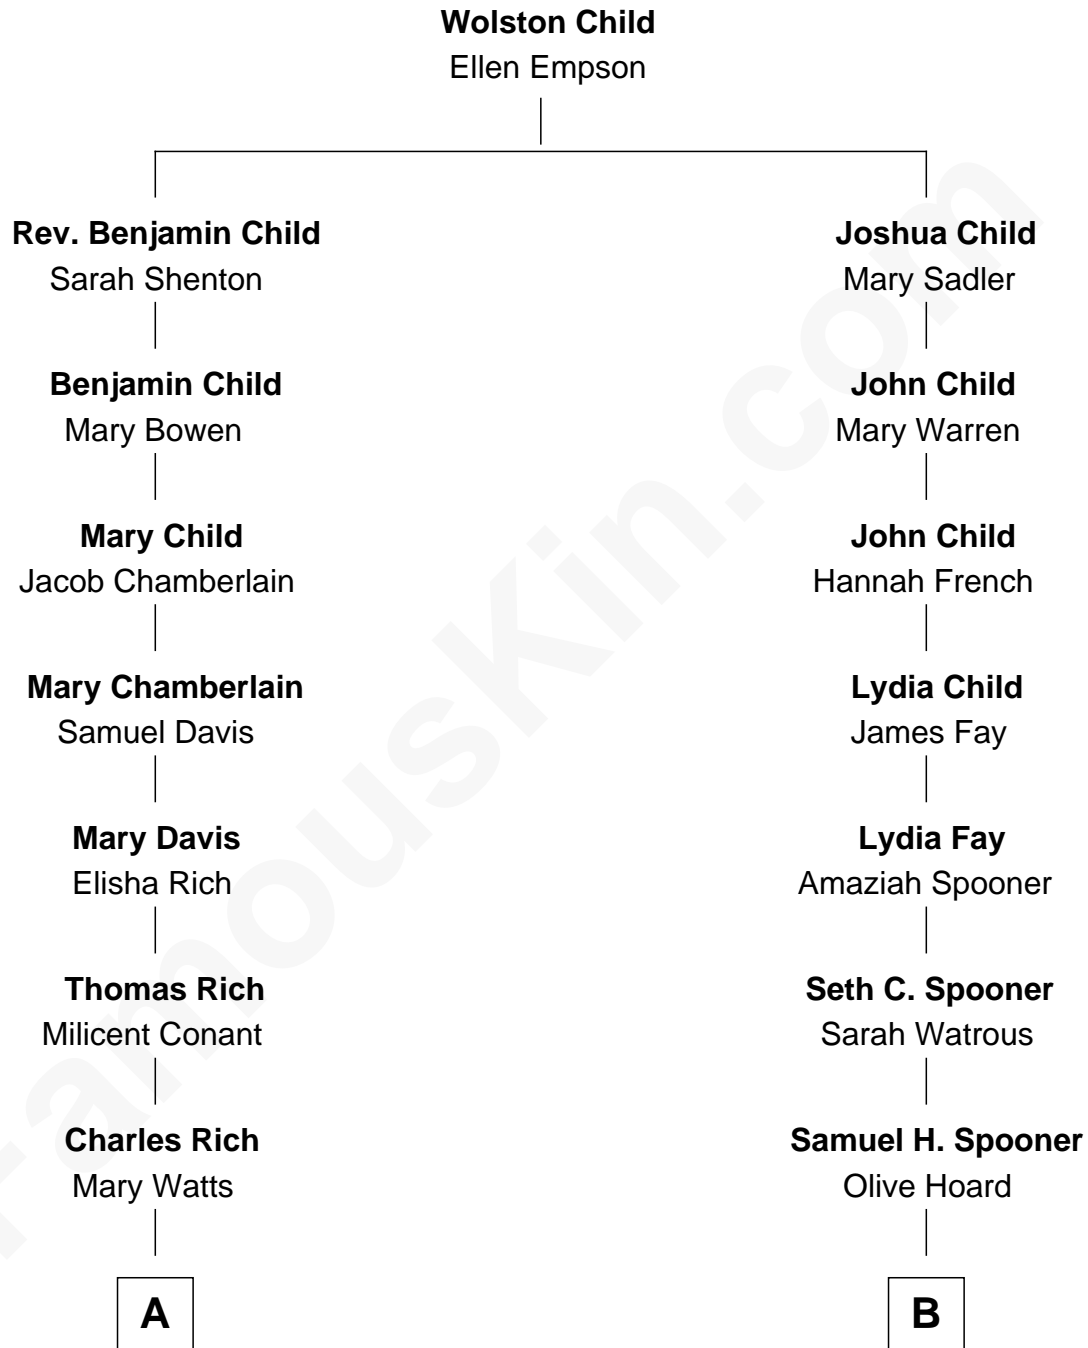 Wolston Child
Ellen Empson
Rev. Benjamin Child
Sarah Shenton
Joshua Child
Mary Sadler
Benjamin Child
Mary Bowen
John Child
Mary Warren
Mary Child
Jacob Chamberlain
John Child
Hannah French
Mary Chamberlain
Samuel Davis
Lydia Child
James Fay
Mary Davis
Elisha Rich
Lydia Fay
Amaziah Spooner
Thomas Rich
Milicent Conant
Seth C. Spooner
Sarah Watrous
Charles Rich
Mary Watts
Samuel H. Spooner
Olive Hoard
A
B
FamousKin.com